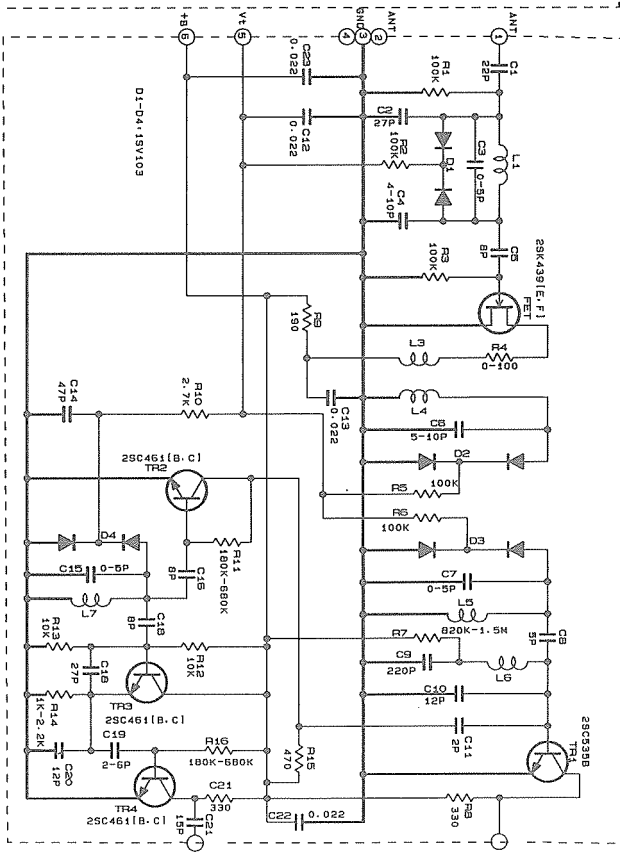 +B
Vt
GND
ANT
ANT
6
5
4
3
2
1
C23
0.022
C12
0.022
R1
100K
C1
22P
C2
27P
R2
100K
D1
C3
0-5P
L1
C4
4-10P
D1-D4:1SV103
R3
100K
C5
8P
2SK439[E,F]
FET
R9
190
L3
R4
0-100
C14
47P
R10
2.7K
C13
0.022
L4
C6
5-10P
2SC461[B.C]
TR2
D2
R5
100K
R6
100K
D4
R11
180K-680K
D3
C15
0-5P
C16
8P
C7
0-5P
L7
L5
R13
10K
C18
8P
R12
10K
R7
820K-1.5M
C8
5P
C18
27P
C9
220P
L6
R14
1K-2.2K
TR3
2SC461[B.C]
C10
12P
C20
12P
C19
2-6P
R16
180K-680K
R15
470
C11
2P
2SC535B
TR1
TR4
2SC461[B.C]
C21
330
C21
15P
C22
0.022
R8
330